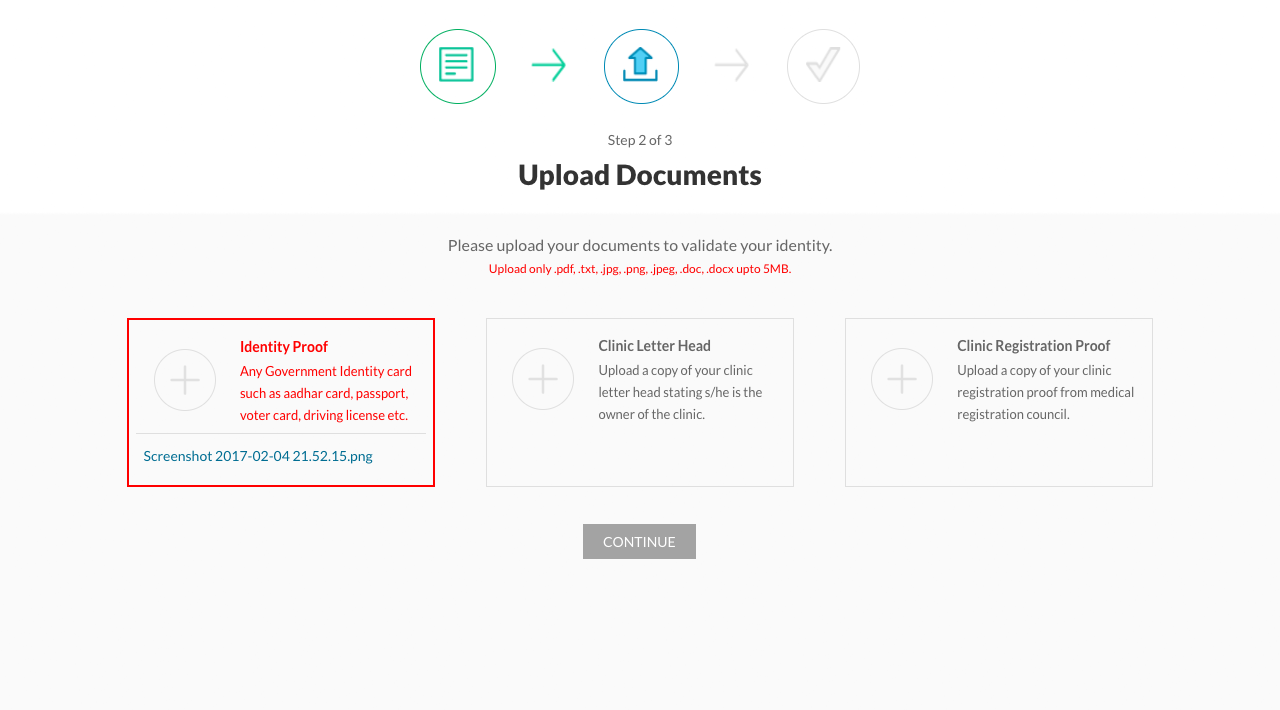 Step 2 of 3
Upload Documents
Please upload your documents to validate your identity.
Upload only .pdf, .txt, .jpg, .png, .jpeg, .doc, .docx upto 5MB.
Identity Proof
Any Government Identity card
such as aadhar card, passport,
voter card, driving license etc.
Screenshot 2017-02-04 21.52.15.png
Clinic Letter Head
Upload a copy of your clinic
letter head stating s/he is the
owner of the clinic.
Clinic Registration Proof
Upload a copy of your clinic
registration proof from medical
registration council.
CONTINUE